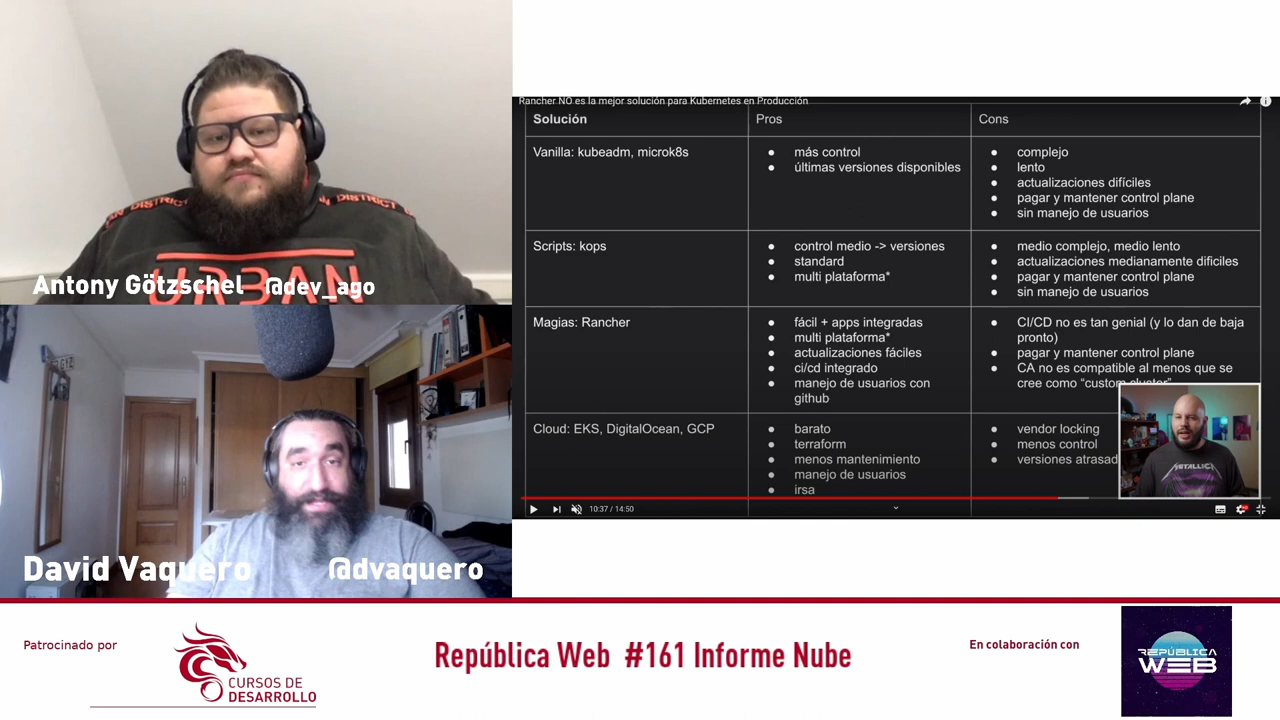 Antony Götzschel @dev_ago
David Vaquero @dvaquero
Rancher NO es la mejor solución para Kubernetes en Producción
Solución
Pros
Cons
Vanilla: kubeadm, microk8s
más control
últimas versiones disponibles
complejo
lento
actualizaciones difíciles
pagar y mantener control plane
sin manejo de usuarios
Scripts: kops
control medio -> versiones
standard
multi plataforma*
medio complejo, medio lento
actualizaciones medianamente dificiles
pagar y mantener control plane
sin manejo de usuarios
Magias: Rancher
fácil + apps integradas
multi plataforma*
actualizaciones fáciles
ci/cd integrado
manejo de usuarios con
github
CI/CD no es tan genial (y lo dan de baja
pronto)
pagar y mantener control plane
CA no es compatible al menos que se
cree como "custom cluster"
Cloud: EKS, DigitalOcean, GCP
barato
terraform
menos mantenimiento
manejo de usuarios
irsa
vendor locking
menos control
versiones atrasad
METALLICA
10:37 / 14:50
DISTRICT
URBAN
Patrocinado por
CURSOS DE
DESARROLLO
República Web #161 Informe Nube
En colaboración con
REPÚBLICA
WEB